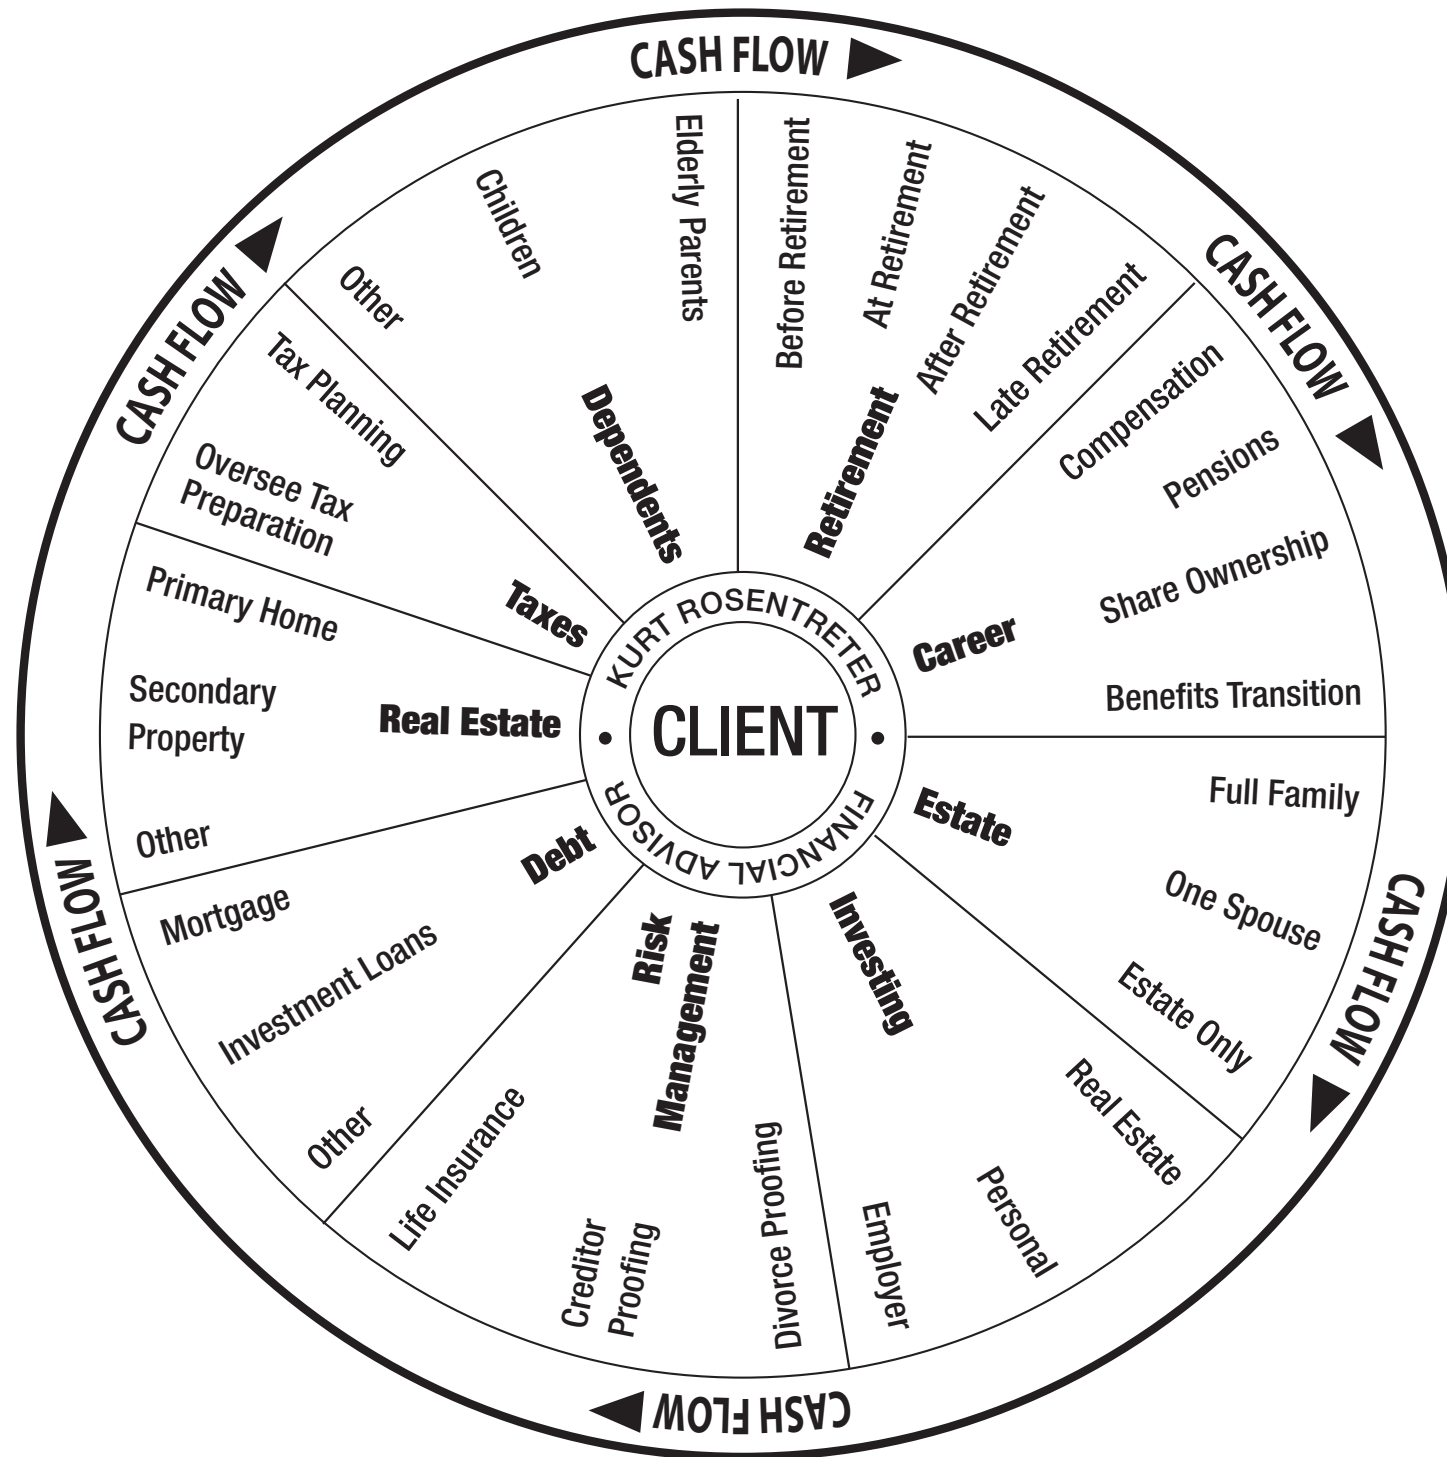 CASH FLOW
CASH FLOW
CASH FLOW
CASH FLOW
CASH FLOW
CASH FLOW
CLIENT
KURT ROSENTRETER
FINANCIAL ADVISOR
Retirement
Before Retirement
At Retirement
After Retirement
Late Retirement
Career
Compensation
Pensions
Share Ownership
Benefits Transition
Estate
Full Family
One Spouse
Estate Only
Investing
Real Estate
Personal
Employer
Risk
Management
Divorce Proofing
Creditor
Proofing
Life Insurance
Debt
Other
Investment Loans
Mortgage
Real Estate
Other
Secondary
Property
Primary Home
Taxes
Oversee Tax
Preparation
Tax Planning
Dependents
Other
Children
Elderly Parents